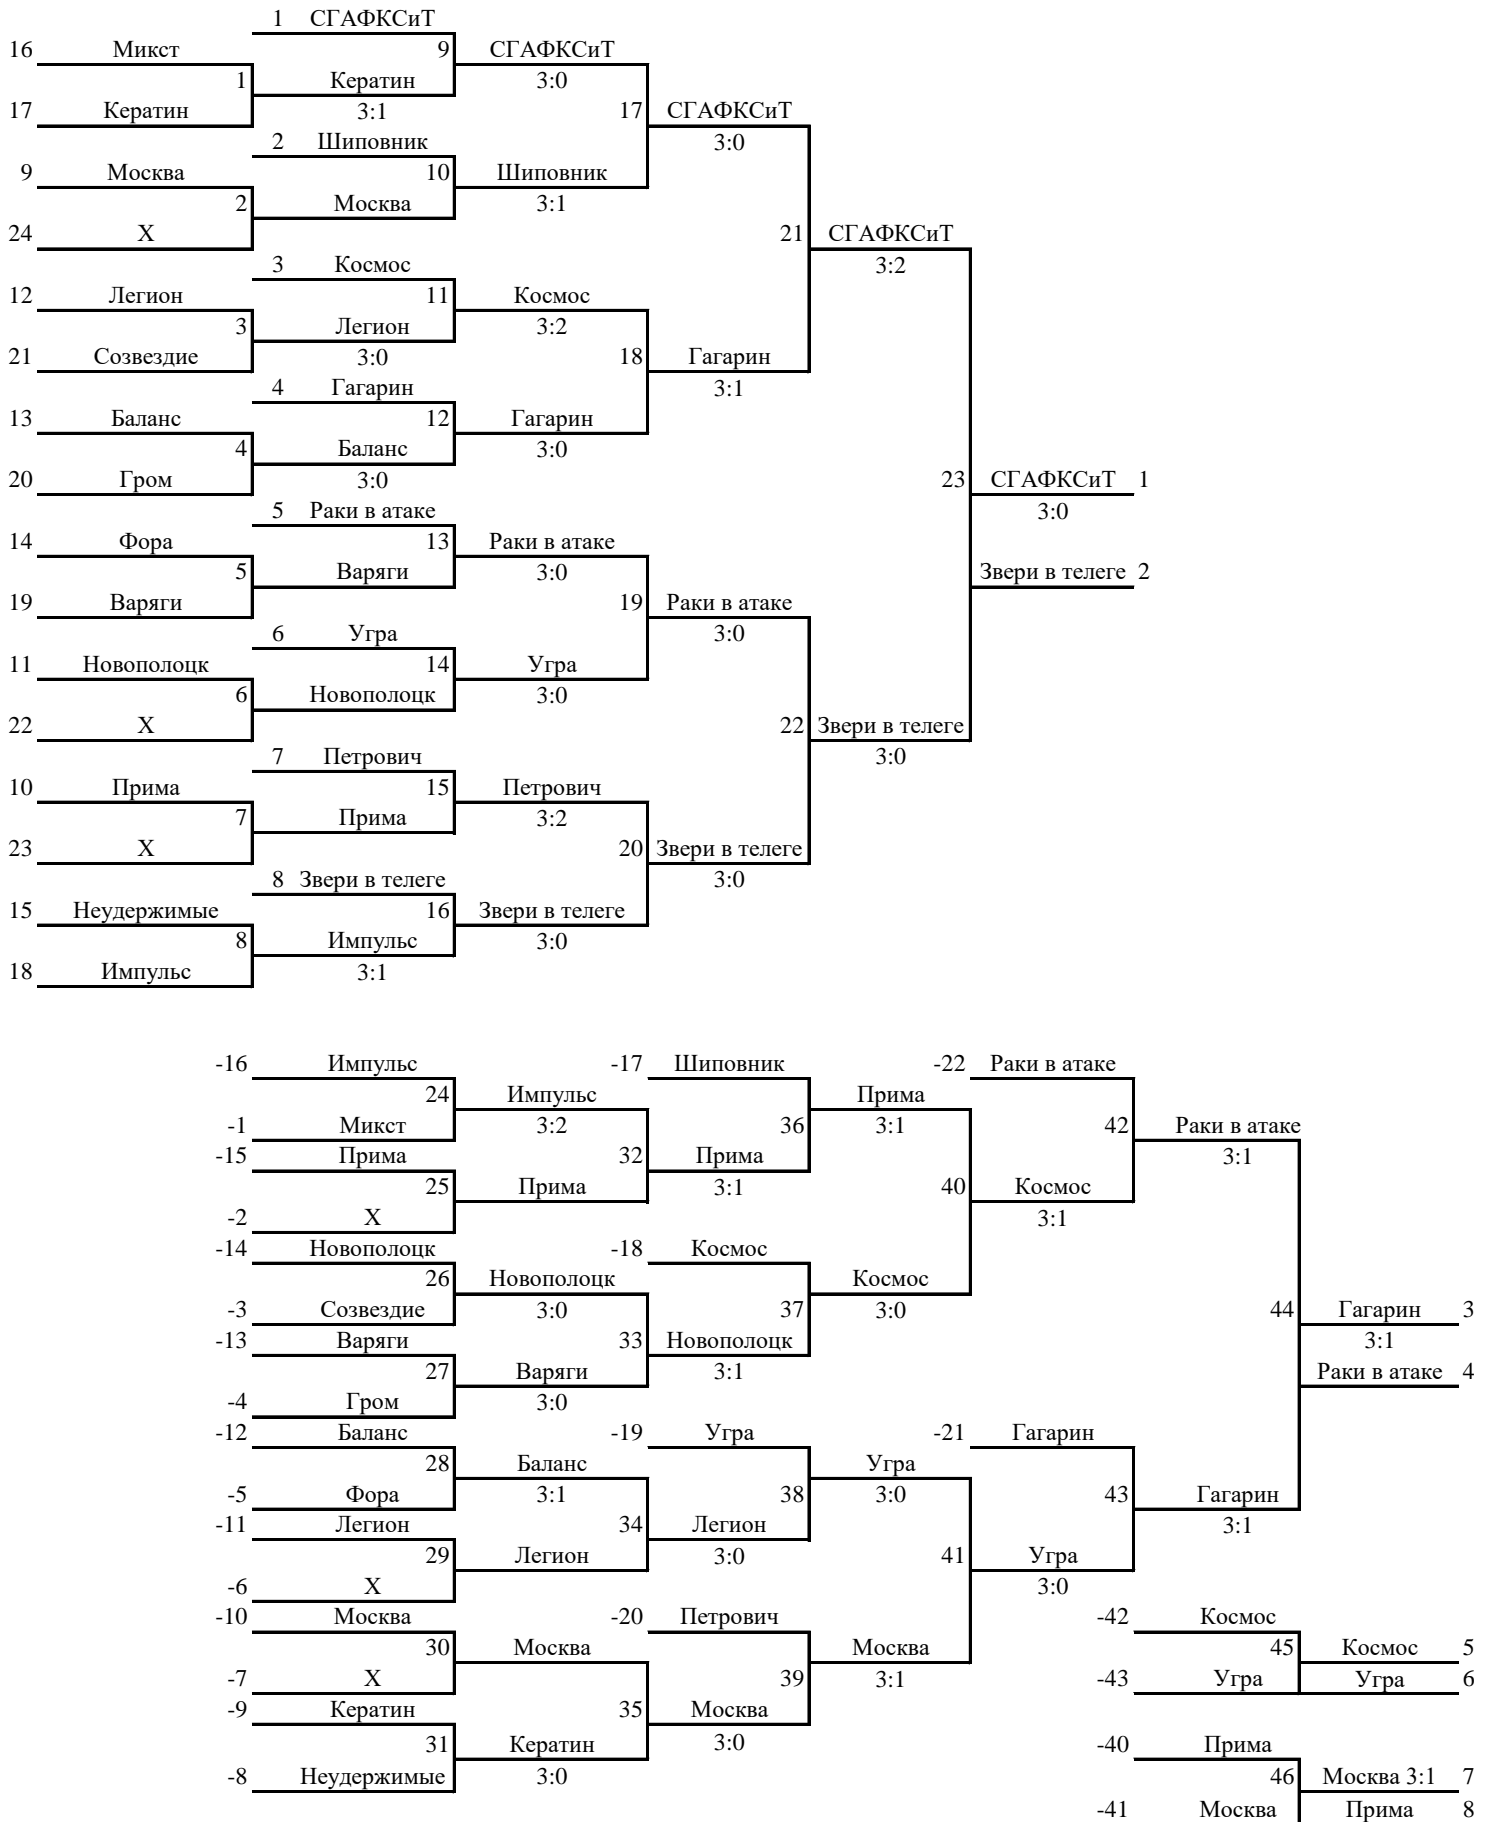 1 СГАФКСиТ
16 Микст 9 СГАФКСиТ
1 Кератин 3:0
17 Кератин 3:1 17 СГАФКСиТ
2 Шиповник 3:0
9 Москва 10 Шиповник
2 Москва 3:1
24 X 21 СГАФКСиТ
3 Космос 3:2
12 Легион 11 Космос
3 Легион 3:2
21 Созвездие 3:0 18 Гагарин
4 Гагарин 3:1
13 Баланс 12 Гагарин
4 Баланс 3:0
20 Гром 3:0 23 СГАФКСиТ 1
5 Раки в атаке 3:0
14 Фора 13 Раки в атаке
5 Варяги 3:0 Звери в телеге 2
19 Варяги 19 Раки в атаке
6 Угра 3:0
11 Новополоцк 14 Угра
6 Новополоцк 3:0
22 X 22 Звери в телеге
7 Петрович 3:0
10 Прима 15 Петрович
7 Прима 3:2
23 X 20 Звери в телеге
8 Звери в телеге 3:0
15 Неудержимые 16 Звери в телеге
8 Импульс 3:0
18 Импульс 3:1
-16 Импульс -17 Шиповник -22 Раки в атаке
24 Импульс Прима
-1 Микст 3:2 36 3:1 42 Раки в атаке
-15 Прима 32 Прима 3:1
25 Прима 3:1 40 Космос
-2 X 3:1
-14 Новополоцк -18 Космос
26 Новополоцк Космос
-3 Созвездие 3:0 37 3:0 44 Гагарин 3
-13 Варяги 33 Новополоцк 3:1
27 Варяги 3:1 Раки в атаке 4
-4 Гром 3:0
-12 Баланс -19 Угра -21 Гагарин
28 Баланс Угра
-5 Фора 3:1 38 3:0 43 Гагарин
-11 Легион 34 Легион 3:1
29 Легион 3:0 41 Угра
-6 X 3:0
-10 Москва -20 Петрович -42 Космос
30 Москва Москва 45 Космос 5
-7 X 39 3:1 -43 Угра Угра 6
-9 Кератин 35 Москва
31 Кератин 3:0 -40 Прима
-8 Неудержимые 3:0 46 Москва 3:1 7
-41 Москва Прима 8